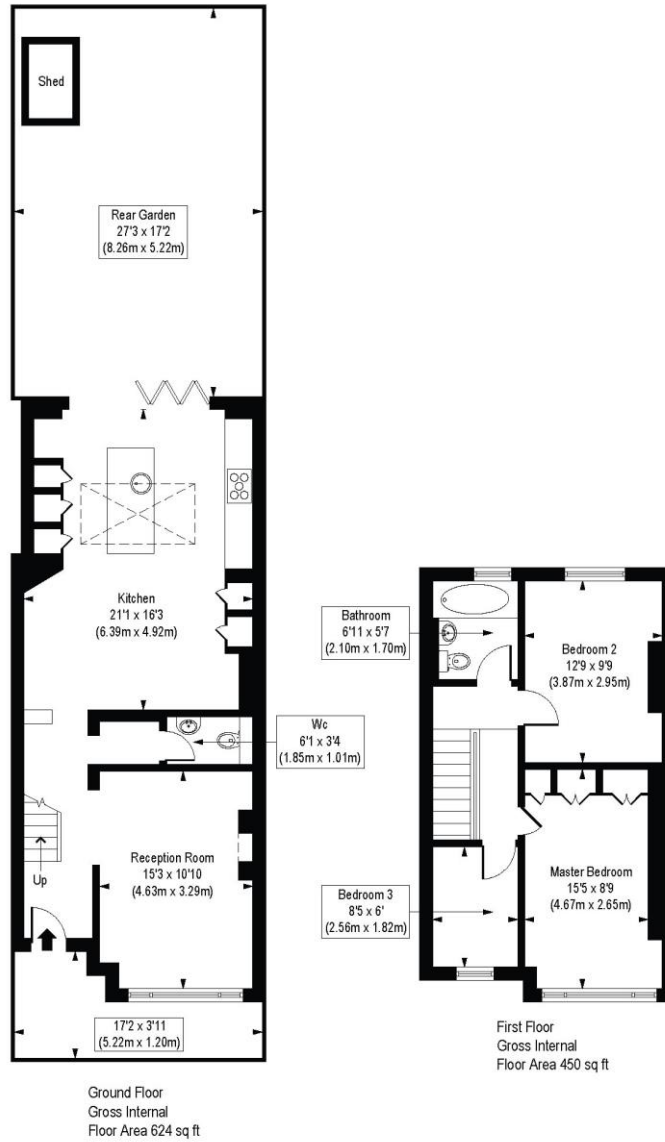 Shed
Rear Garden
27'3 x 17'2
(8.26m x 5.22m)
Kitchen
21'1 x 16'3
(6.39m x 4.92m)
Wc
6'1 x 3'4
(1.85m x 1.01m)
Reception Room
15'3 x 10'10
(4.63m x 3.29m)
Up
17'2 x 3'11
(5.22m x 1.20m)
Ground Floor
Gross Internal
Floor Area 624 sq ft
Bathroom
6'11 x 5'7
(2.10m x 1.70m)
Bedroom 2
12'9 x 9'9
(3.87m x 2.95m)
Bedroom 3
8'5 x 6'
(2.56m x 1.82m)
Master Bedroom
15'5 x 8'9
(4.67m x 2.65m)
First Floor
Gross Internal
Floor Area 450 sq ft